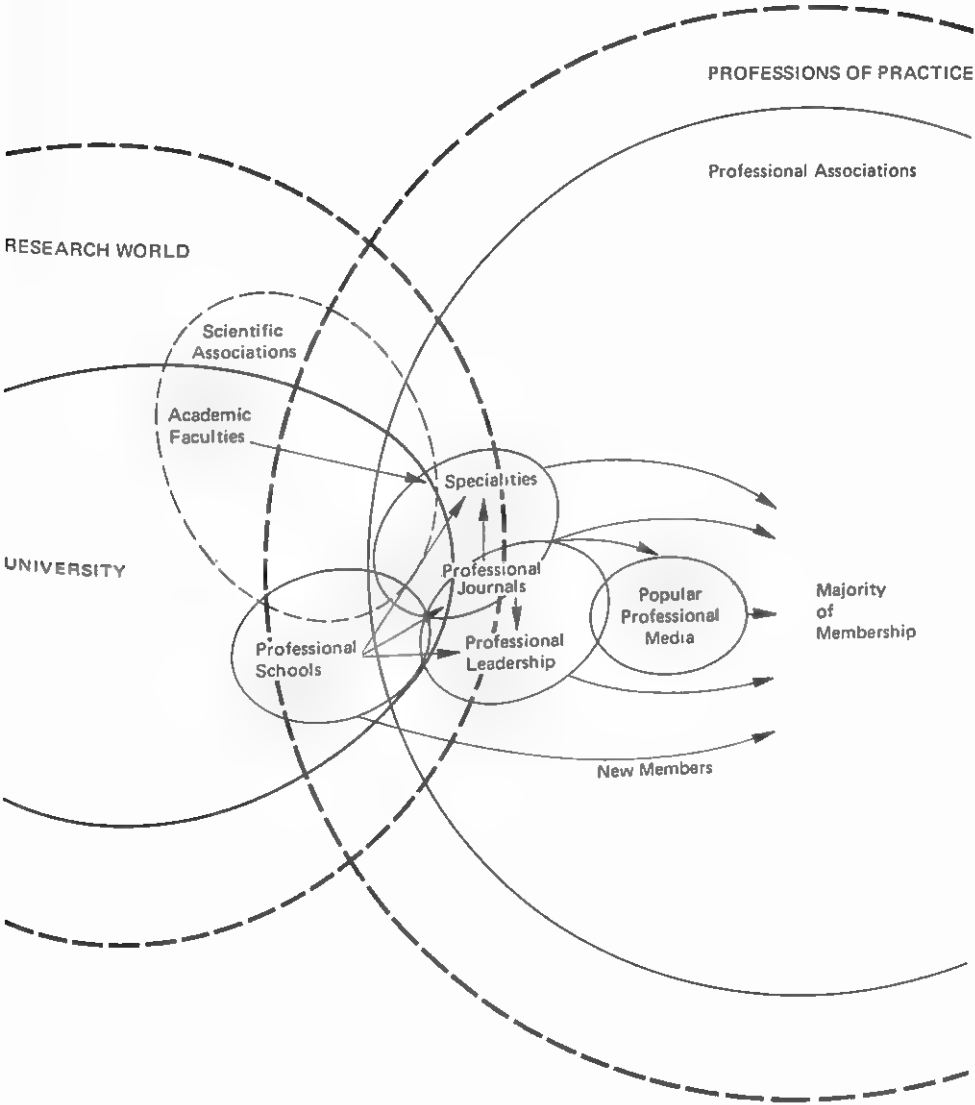 PROFESSIONS OF PRACTICE
Professional Associations
RESEARCH WORLD
Scientific
Associations
Academic
Faculties
Specialities
UNIVERSITY
Professional
Journals
Popular
Professional
Media
Majority
of
Membership
Professional
Schools
Professional
Leadership
New Members